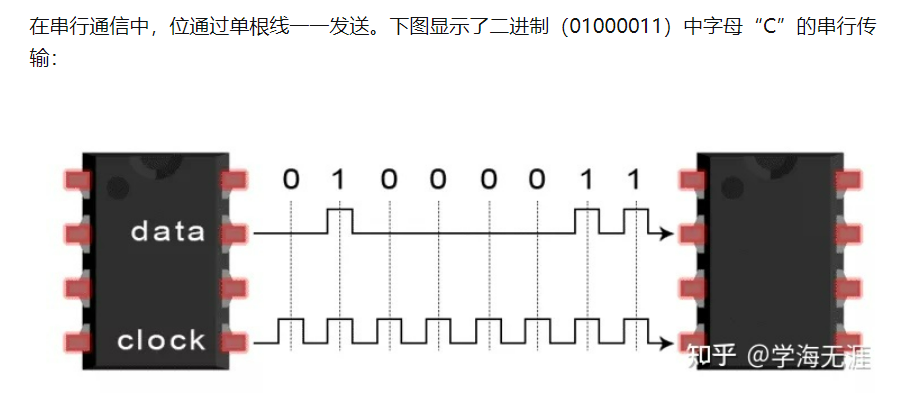 在串行通信中，位通过单根线一一发送。下图显示了二进制（01000011）中字母“C”的串行传
输：
0 1 0 0 0 0 1 1
data
clock
知乎 @学海无涯